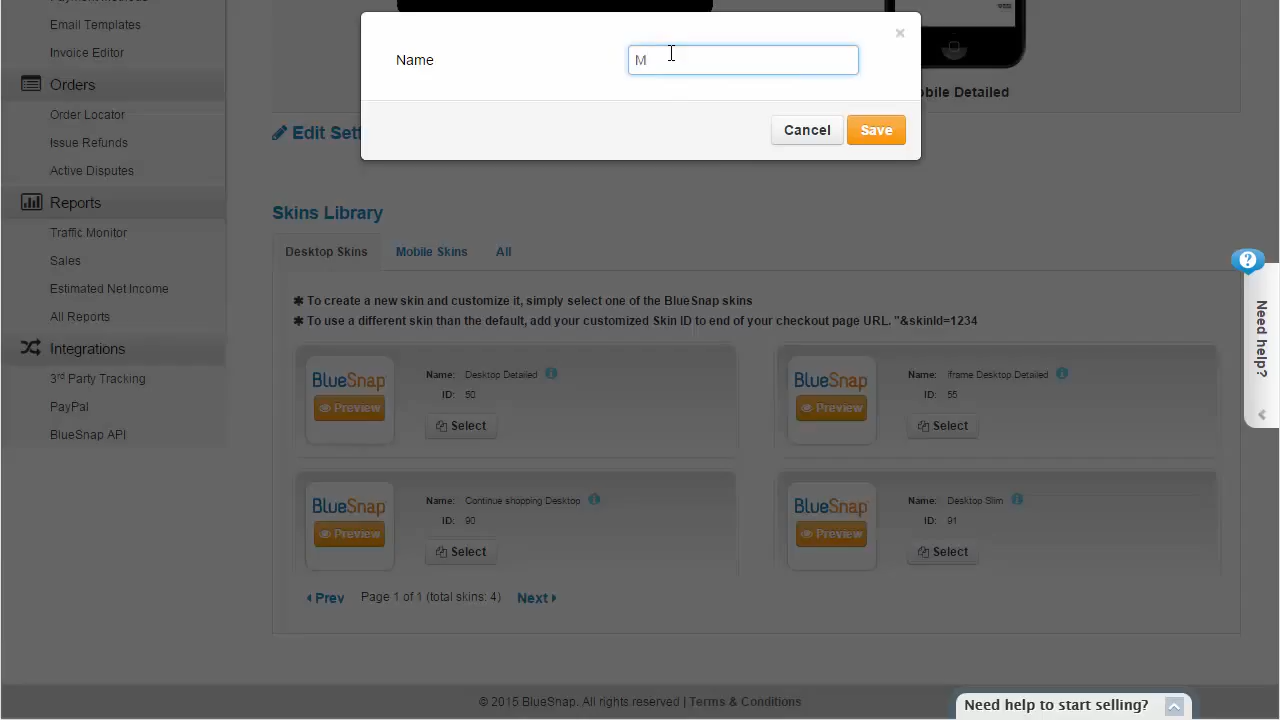 Email Templates
Invoice Editor
Orders
Order Locator
Issue Refunds
Active Disputes
Reports
Traffic Monitor
Sales
Estimated Net Income
All Reports
Integrations
3rd Party Tracking
PayPal
BlueSnap API
×
Name
M
Cancel
Save
bile Detailed
Edit Sett
Skins Library
Desktop Skins
Mobile Skins
All
✱ To create a new skin and customize it, simply select one of the BlueSnap skins
✱ To use a different skin than the default, add your customized Skin ID to end of your checkout page URL. "&skinId=1234
BlueSnap
Preview
Name: Desktop Detailed
ID: 50
Select
BlueSnap
Preview
Name: iframe Desktop Detailed
ID: 55
Select
BlueSnap
Preview
Name: Continue shopping Desktop
ID: 90
Select
BlueSnap
Preview
Name: Desktop Slim
ID: 91
Select
Prev
Page 1 of 1 (total skins: 4)
Next
?
Need help?
© 2015 BlueSnap. All rights reserved | Terms & Conditions
Need help to start selling?